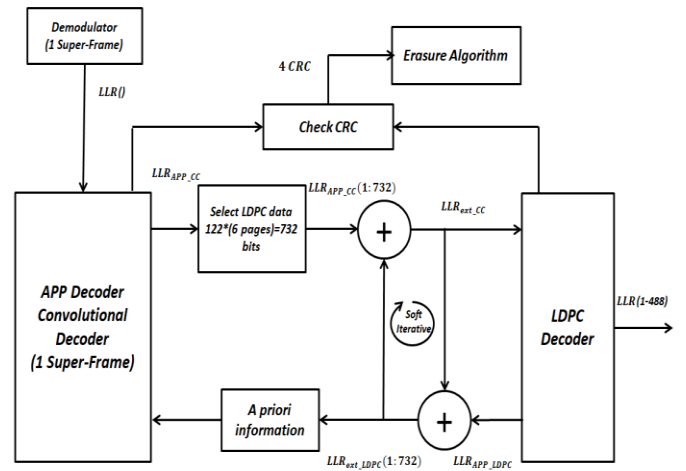 Demodulator
(1 Super-Frame)
4 CRC
Erasure Algorithm
LLR()
Check CRC
LLR_APP_CC
LLR_APP_CC(1:732)
LLR_ext_CC
Select LDPC data
122*(6 pages)=732
bits
+
APP Decoder
Convolutional
Decoder
(1 Super-Frame)
Soft
Iterative
LDPC
Decoder
LLR(1-488)
A priori
information
+
LLR_ext_LDPC(1:732)
LLR_APP_LDPC